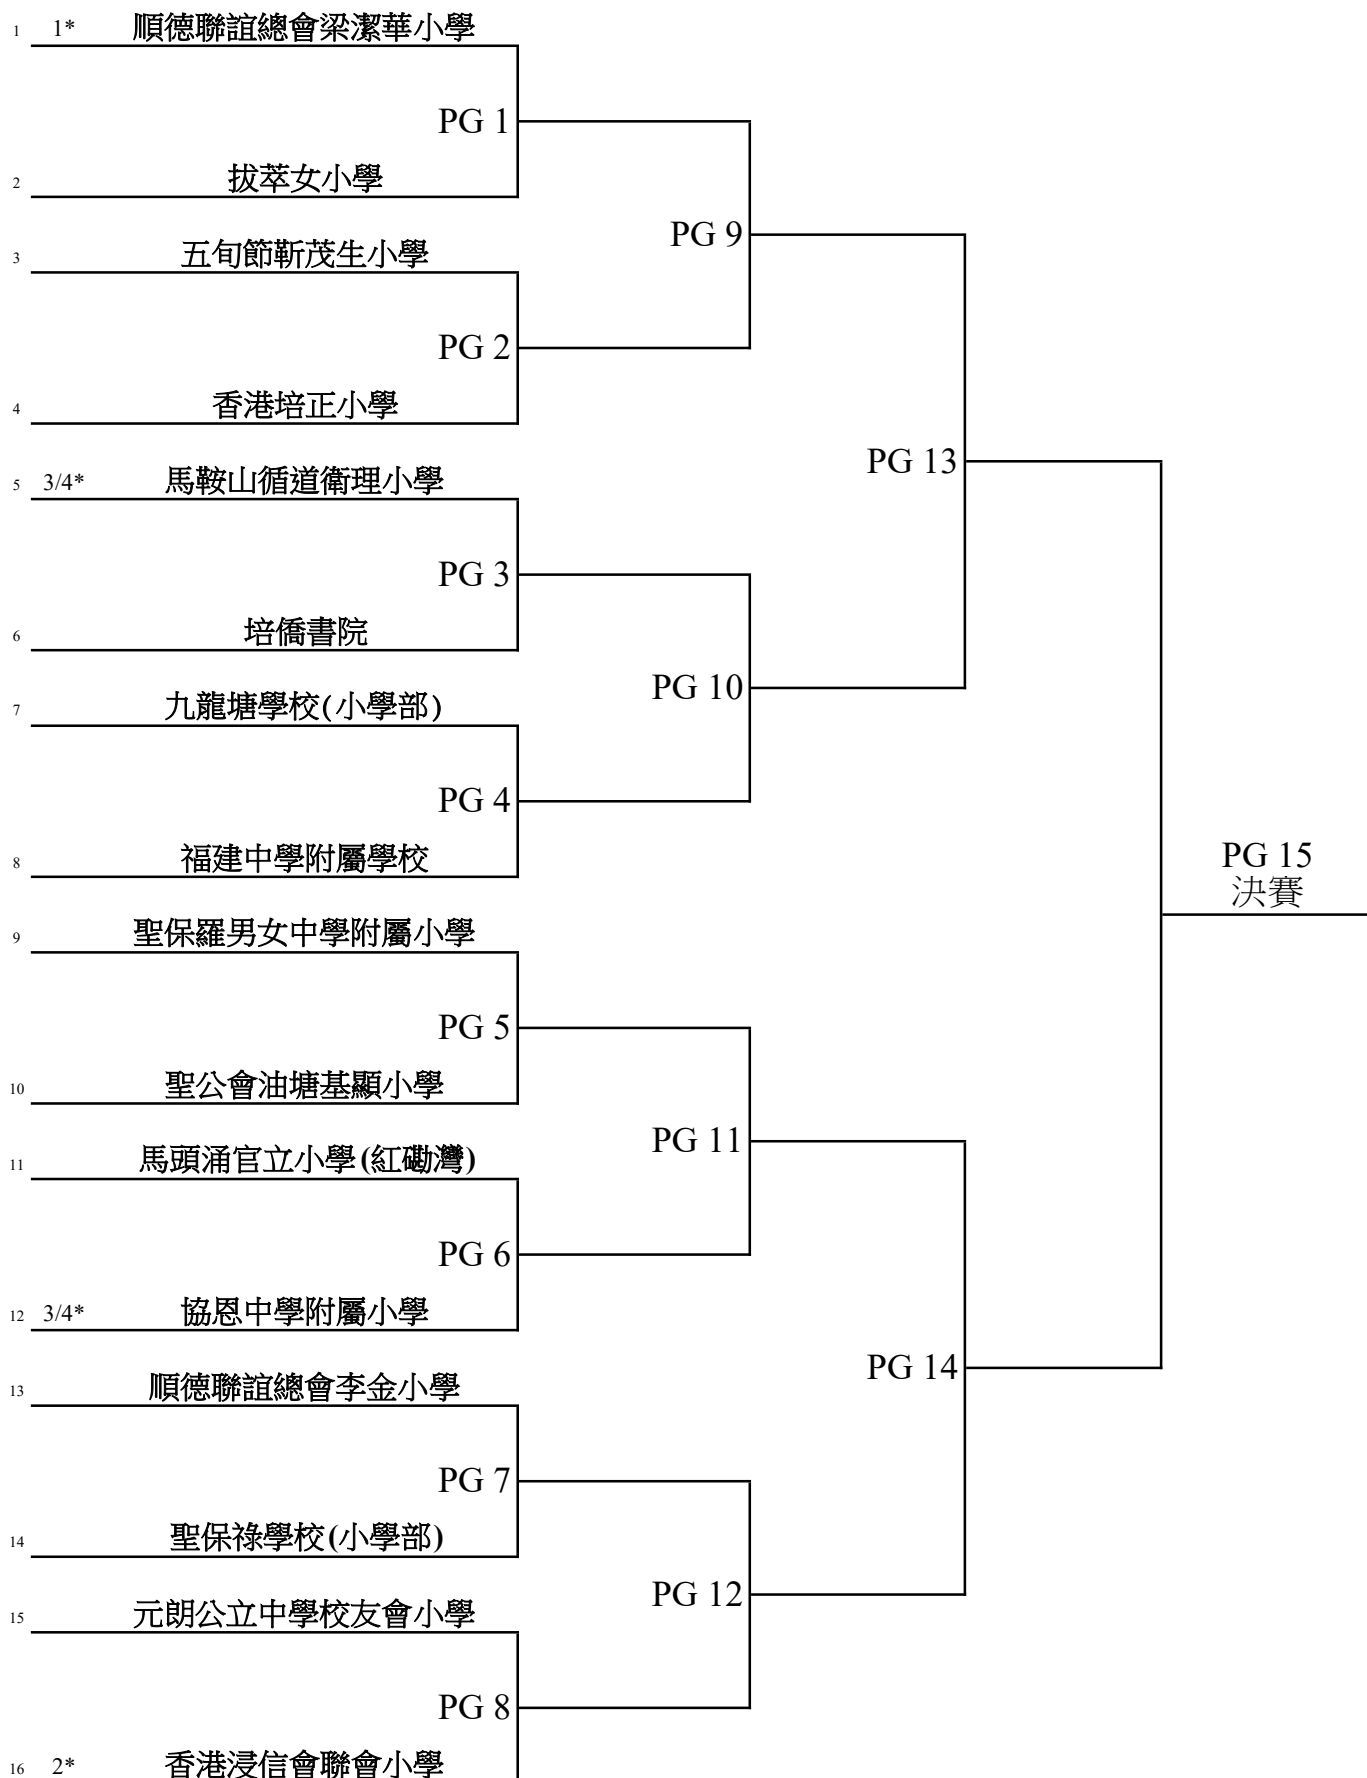 1 1* 順德聯誼總會梁潔華小學
PG 1
2 拔萃女小學
PG 9
3 五旬節靳茂生小學
PG 2
4 香港培正小學
PG 13
5 3/4* 馬鞍山循道衛理小學
PG 3
6 培僑書院
PG 10
7 九龍塘學校(小學部)
PG 4
8 福建中學附屬學校
PG 15
決賽
9 聖保羅男女中學附屬小學
PG 5
10 聖公會油塘基顯小學
PG 11
11 馬頭涌官立小學(紅磡灣)
PG 6
12 3/4* 協恩中學附屬小學
PG 14
13 順德聯誼總會李金小學
PG 7
14 聖保祿學校(小學部)
PG 12
15 元朗公立中學校友會小學
PG 8
16 2* 香港浸信會聯會小學